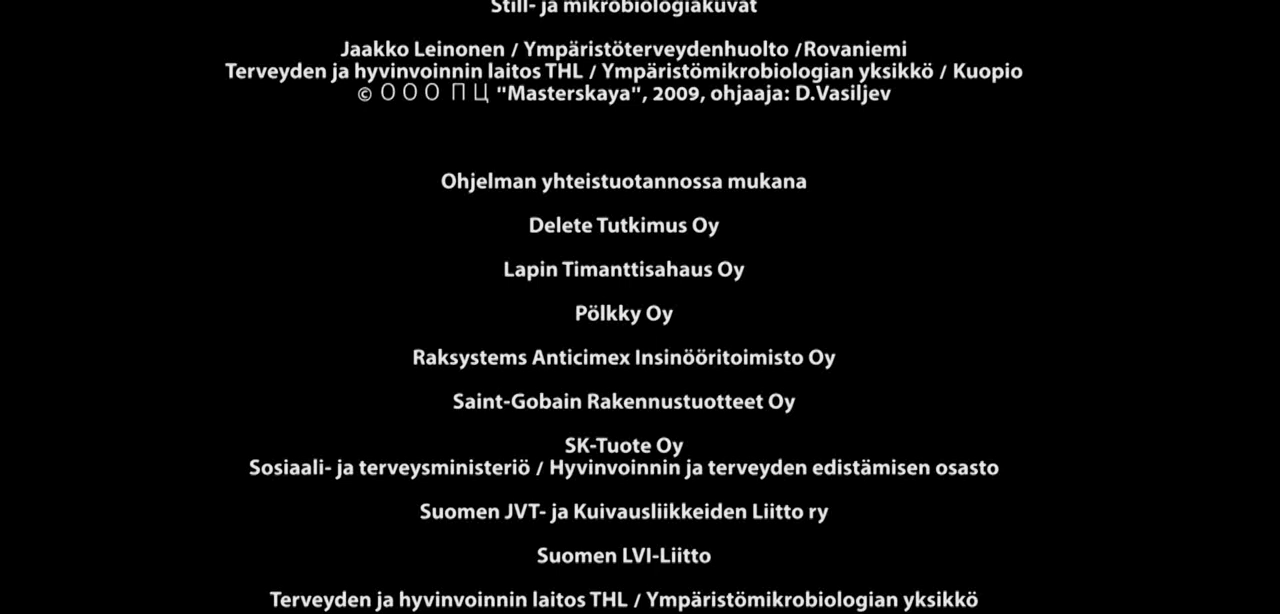 Still- ja mikrobiologiakuvat
Jaakko Leinonen / Ympäristöterveydenhuolto /Rovaniemi
Terveyden ja hyvinvoinnin laitos THL / Ympäristömikrobiologian yksikkö / Kuopio
© О О О П Ц "Masterskaya", 2009, ohjaaja: D.Vasiljev
Ohjelman yhteistuotannossa mukana
Delete Tutkimus Oy
Lapin Timanttisahaus Oy
Pölkky Oy
Raksystems Anticimex Insinööritoimisto Oy
Saint-Gobain Rakennustuotteet Oy
SK-Tuote Oy
Sosiaali- ja terveysministeriö / Hyvinvoinnin ja terveyden edistämisen osasto
Suomen JVT- ja Kuivausliikkeiden Liitto ry
Suomen LVI-Liitto
Terveyden ja hyvinvoinnin laitos THL / Ympäristömikrobiologian yksikkö